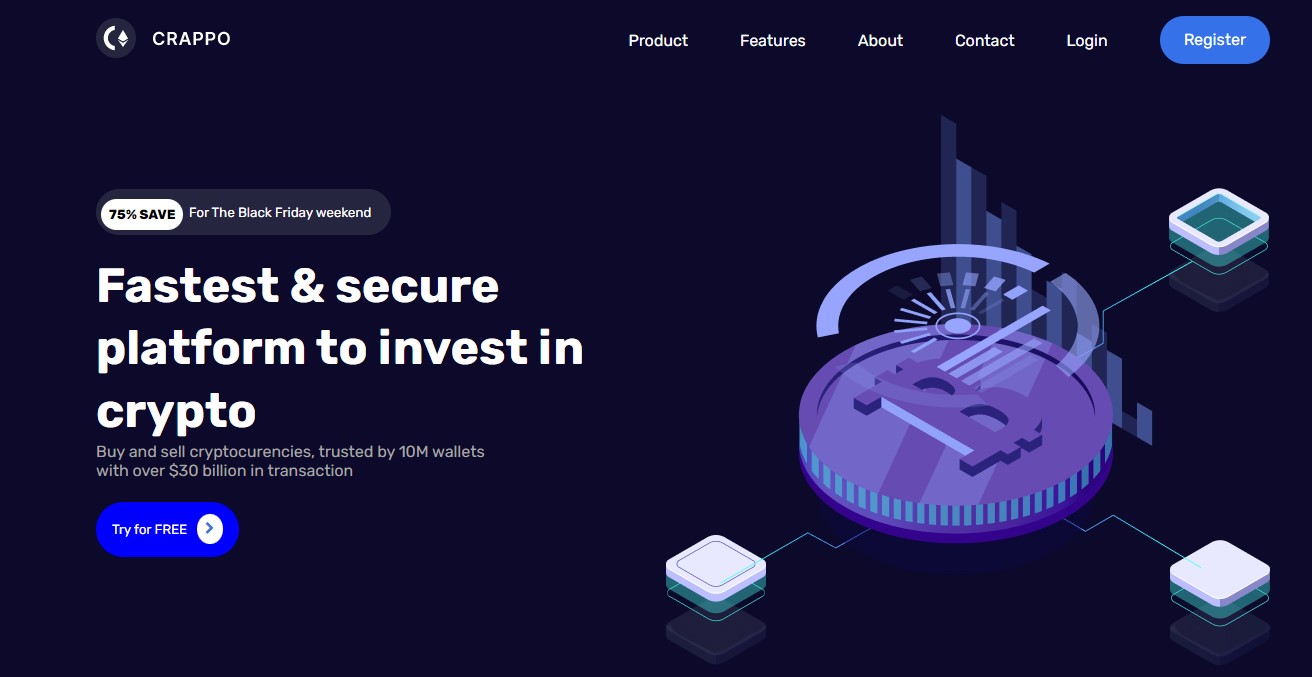 CRAPPO
Product Features About Contact Login Register
75% SAVE For The Black Friday weekend
Fastest & secure
platform to invest in
crypto
Buy and sell cryptocurrencies, trusted by 10M wallets
with over $30 billion in transaction
Try for FREE